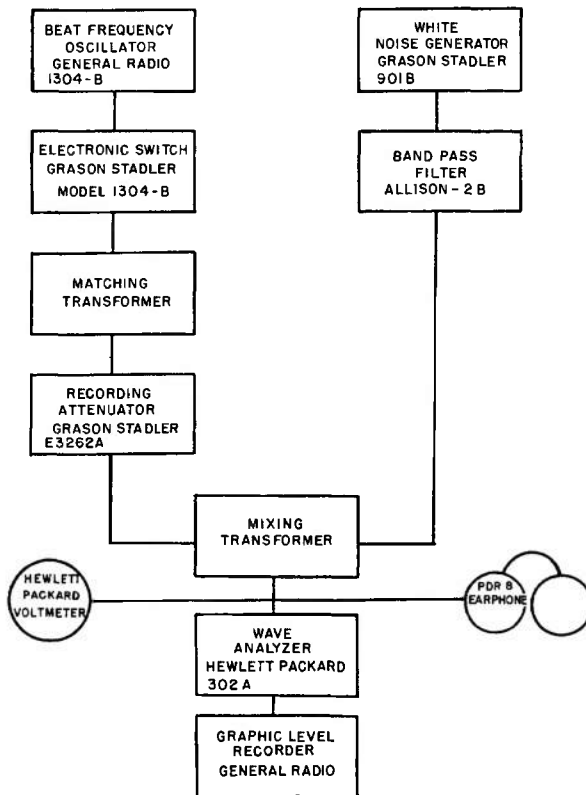 BEAT FREQUENCY
OSCILLATOR
GENERAL RADIO
1304-B
WHITE
NOISE GENERATOR
GRASON STADLER
901B
ELECTRONIC SWITCH
GRASON STADLER
MODEL 1304-B
BAND PASS
FILTER
ALLISON-2B
MATCHING
TRANSFORMER
RECORDING
ATTENUATOR
GRASON STADLER
E3262A
MIXING
TRANSFORMER
HEWLETT
PACKARD
VOLTMETER
PDR 8
EARPHONE
WAVE
ANALYZER
HEWLETT PACKARD
302A
GRAPHIC LEVEL
RECORDER
GENERAL RADIO